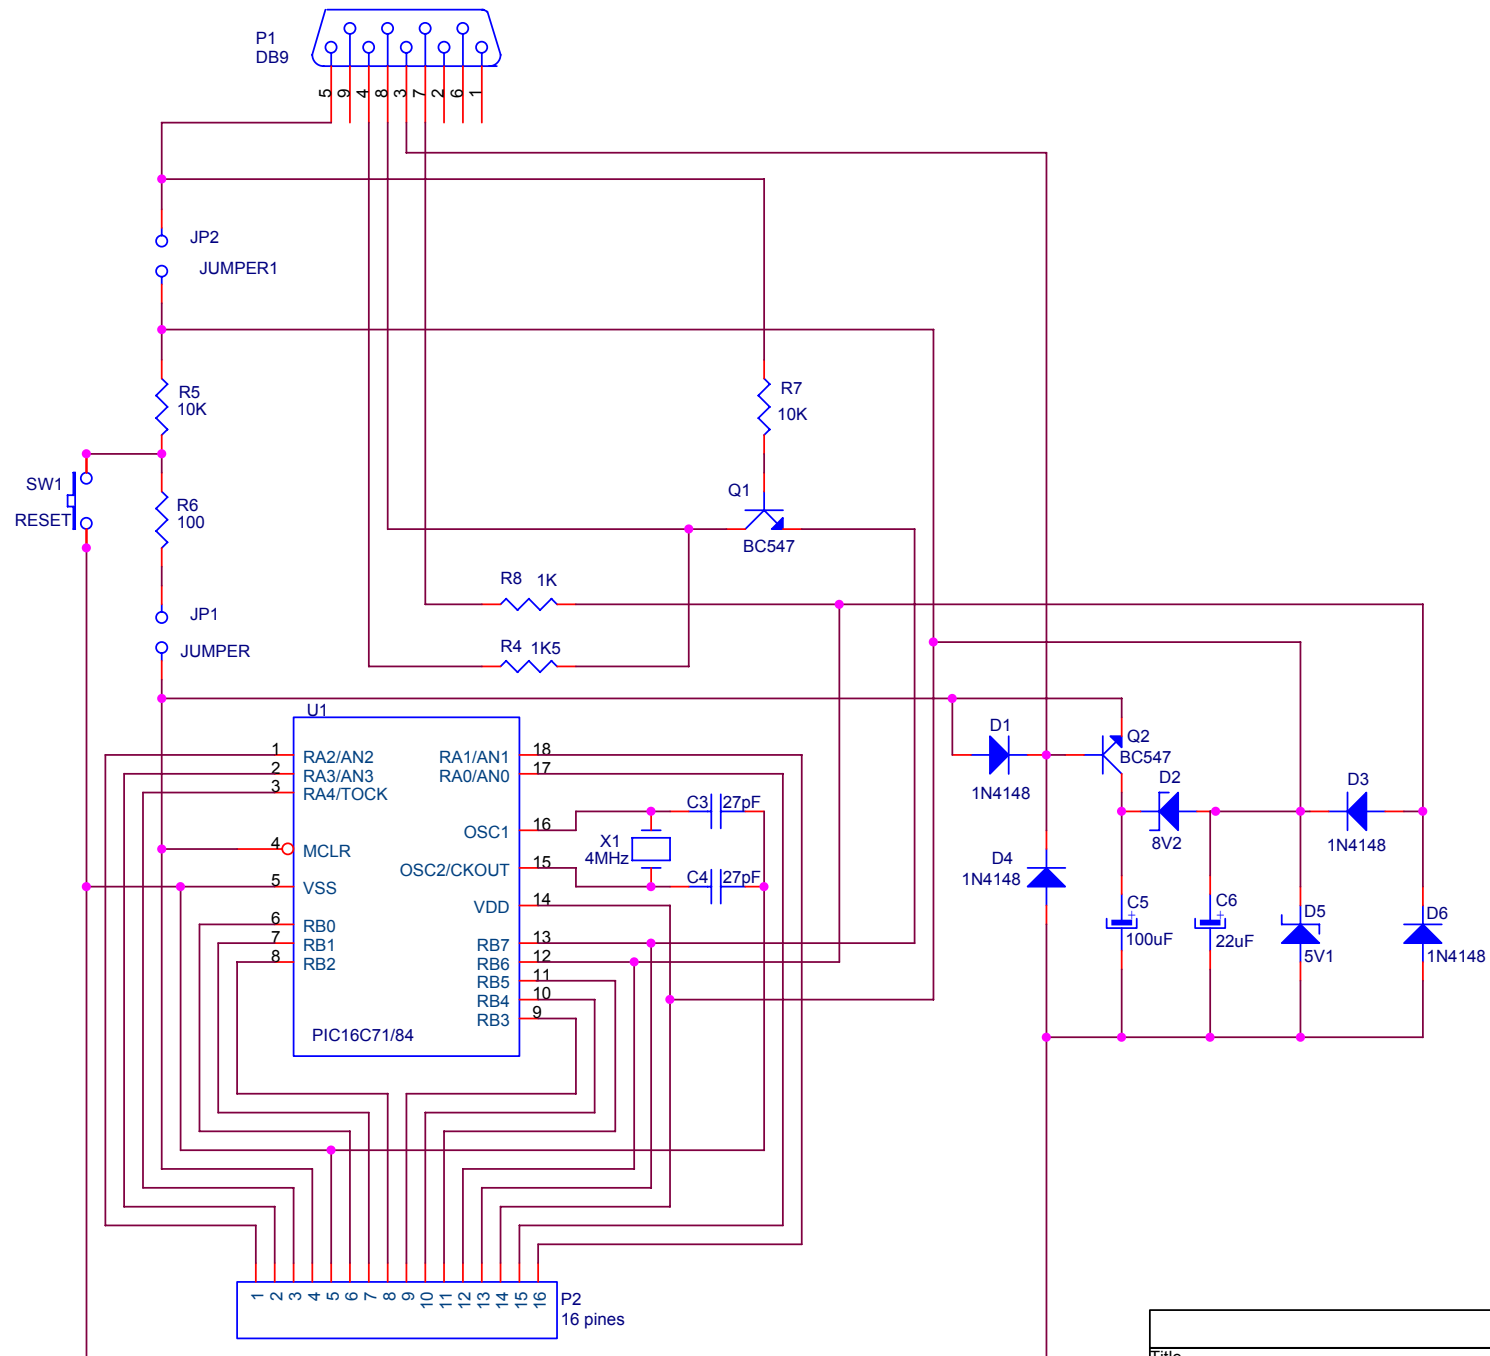 P1
DB9
5 9 4 8 3 7 2 6 1
JP2
JUMPER1
R5
10K
R7
10K
SW1
RESET
R6
100
Q1
BC547
R8 1K
JP1
JUMPER
R4 1K5
U1
1 RA2/AN2 RA1/AN1 18
2 RA3/AN3 RA0/AN0 17
3 RA4/TOCK
OSC1 16
4 MCLR
OSC2/CKOUT 15
5 VSS
VDD 14
6 RB0
7 RB1 RB7 13
8 RB2 RB6 12
RB5 11
RB4 10
RB3 9
PIC16C71/84
C3 27pF
X1
4MHz
C4 27pF
D1
1N4148
Q2
BC547
D2
8V2
D3
1N4148
D4
1N4148
C5
+
100uF
C6
+
22uF
D5
5V1
D6
1N4148
1 2 3 4 5 6 7 8 9 10 11 12 13 14 15 16
P2
16 pines
Title